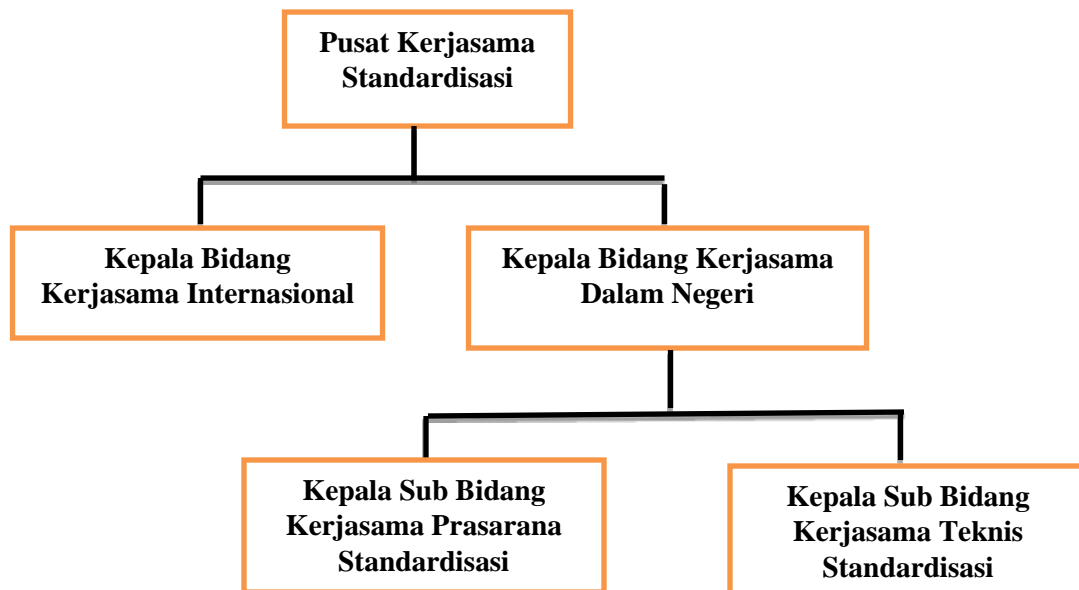 Pusat Kerjasama
Standardisasi
Kepala Bidang
Kerjasama Internasional
Kepala Bidang Kerjasama
Dalam Negeri
Kepala Sub Bidang
Kerjasama Prasarana
Standardisasi
Kepala Sub Bidang
Kerjasama Teknis
Standardisasi